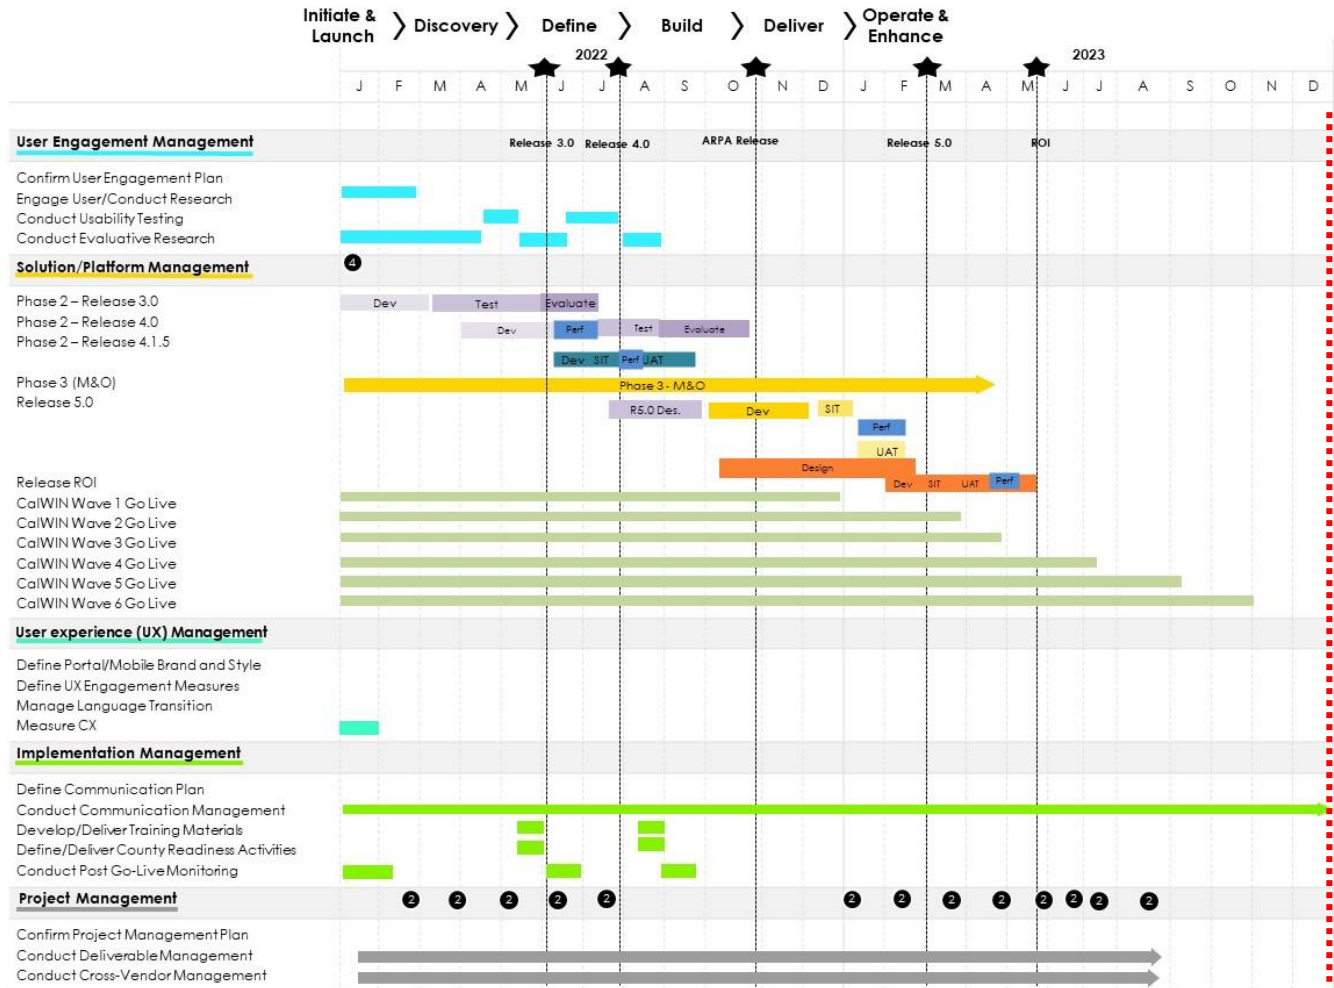 Initiate & Launch
Discovery
Define
Build
Deliver
Operate & Enhance
2022
2023
J F M A M J J A S O N D J F M A M J J A S O N D
User Engagement Management
Release 3.0
Release 4.0
ARPA Release
Release 5.0
ROI
Confirm User Engagement Plan
Engage User/Conduct Research
Conduct Usability Testing
Conduct Evaluative Research
Solution/Platform Management
4
Phase 2 – Release 3.0
Dev Test Evaluate
Phase 2 – Release 4.0
Dev Perf Test Evaluate
Phase 2 – Release 4.1.5
Dev SIT Perf UAT
Phase 3 (M&O)
Phase 3 - M&O
Release 5.0
R5.0 Des. Dev SIT
Perf
UAT
Design
Release ROI
Dev SIT UAT Perf
CalWIN Wave 1 Go Live
CalWIN Wave 2 Go Live
CalWIN Wave 3 Go Live
CalWIN Wave 4 Go Live
CalWIN Wave 5 Go Live
CalWIN Wave 6 Go Live
User experience (UX) Management
Define Portal/Mobile Brand and Style
Define UX Engagement Measures
Manage Language Transition
Measure CX
Implementation Management
Define Communication Plan
Conduct Communication Management
Develop/Deliver Training Materials
Define/Deliver County Readiness Activities
Conduct Post Go-Live Monitoring
Project Management
2 2 2 2 2 2 2 2 2 2 2 2 2
Confirm Project Management Plan
Conduct Deliverable Management
Conduct Cross-Vendor Management